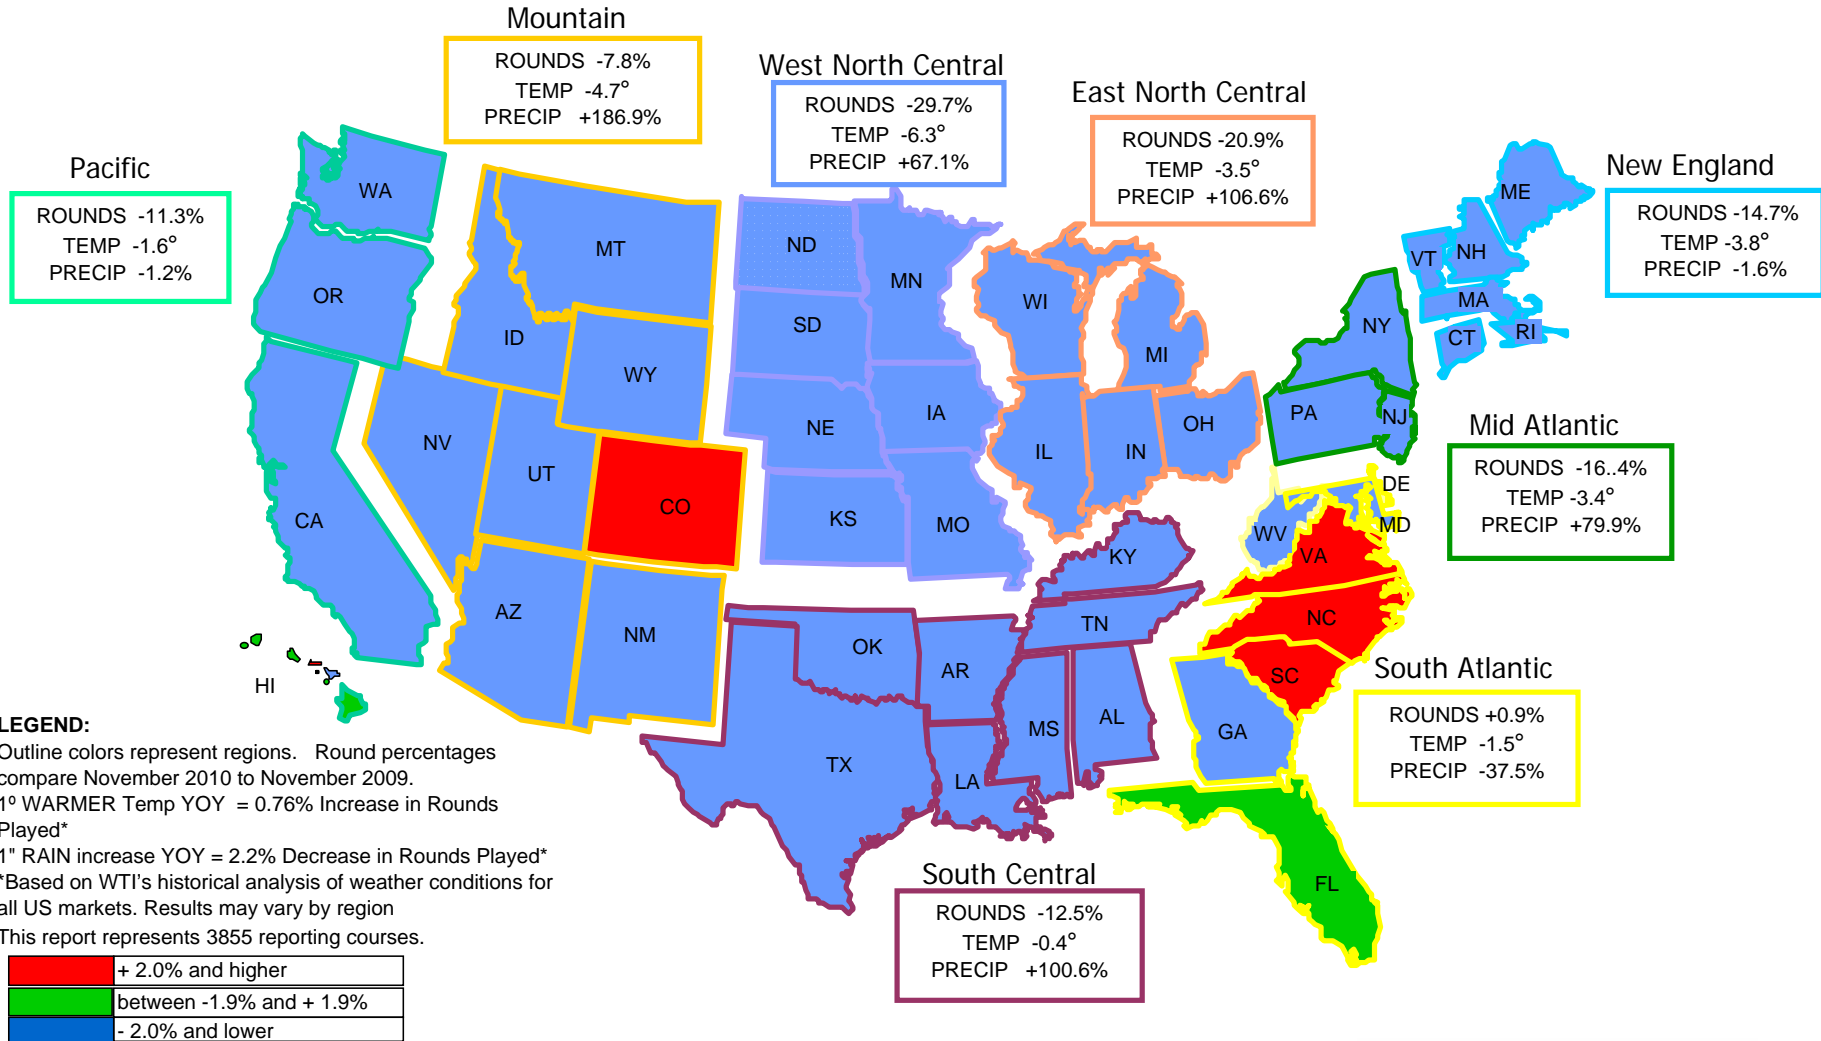 Mountain
ROUNDS -7.8%
TEMP -4.7°
PRECIP +186.9%
West North Central
ROUNDS -29.7%
TEMP -6.3°
PRECIP +67.1%
East North Central
ROUNDS -20.9%
TEMP -3.5°
PRECIP +106.6%
Pacific
ROUNDS -11.3%
TEMP -1.6°
PRECIP -1.2%
New England
ROUNDS -14.7%
TEMP -3.8°
PRECIP -1.6%
Mid Atlantic
ROUNDS -16..4%
TEMP -3.4°
PRECIP +79.9%
South Atlantic
ROUNDS +0.9%
TEMP -1.5°
PRECIP -37.5%
South Central
ROUNDS -12.5%
TEMP -0.4°
PRECIP +100.6%
WA
OR
CA
HI
MT
ID
WY
NV
UT
CO
AZ
NM
ND
SD
NE
KS
MN
IA
MO
WI
MI
IL
IN
OH
KY
TN
OK
AR
TX
LA
MS
AL
ME
VT
NH
MA
CT
RI
NY
PA
NJ
DE
MD
WV
VA
NC
SC
GA
FL
LEGEND:
Outline colors represent regions. Round percentages
compare November 2010 to November 2009.
1º WARMER Temp YOY = 0.76% Increase in Rounds
Played*
1" RAIN increase YOY = 2.2% Decrease in Rounds Played*
*Based on WTI's historical analysis of weather conditions for
all US markets. Results may vary by region
This report represents 3855 reporting courses.
+ 2.0% and higher
between -1.9% and + 1.9%
- 2.0% and lower